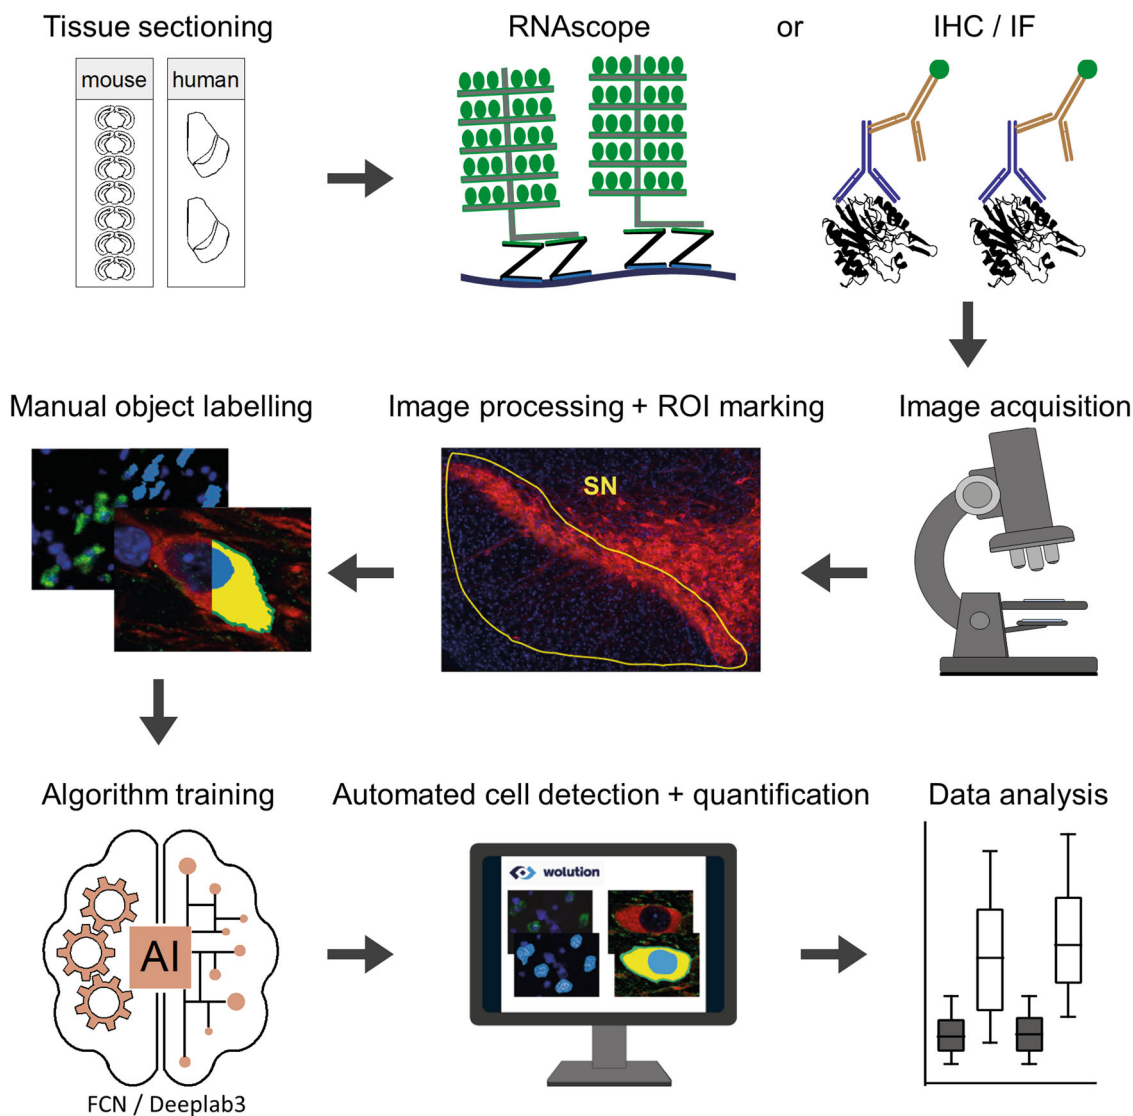 Tissue sectioning
mouse
human
RNAscope
or
IHC / IF
Manual object labelling
Image processing + ROI marking
SN
Image acquisition
Algorithm training
AI
FCN / Deeplab3
Automated cell detection + quantification
wolution
Data analysis